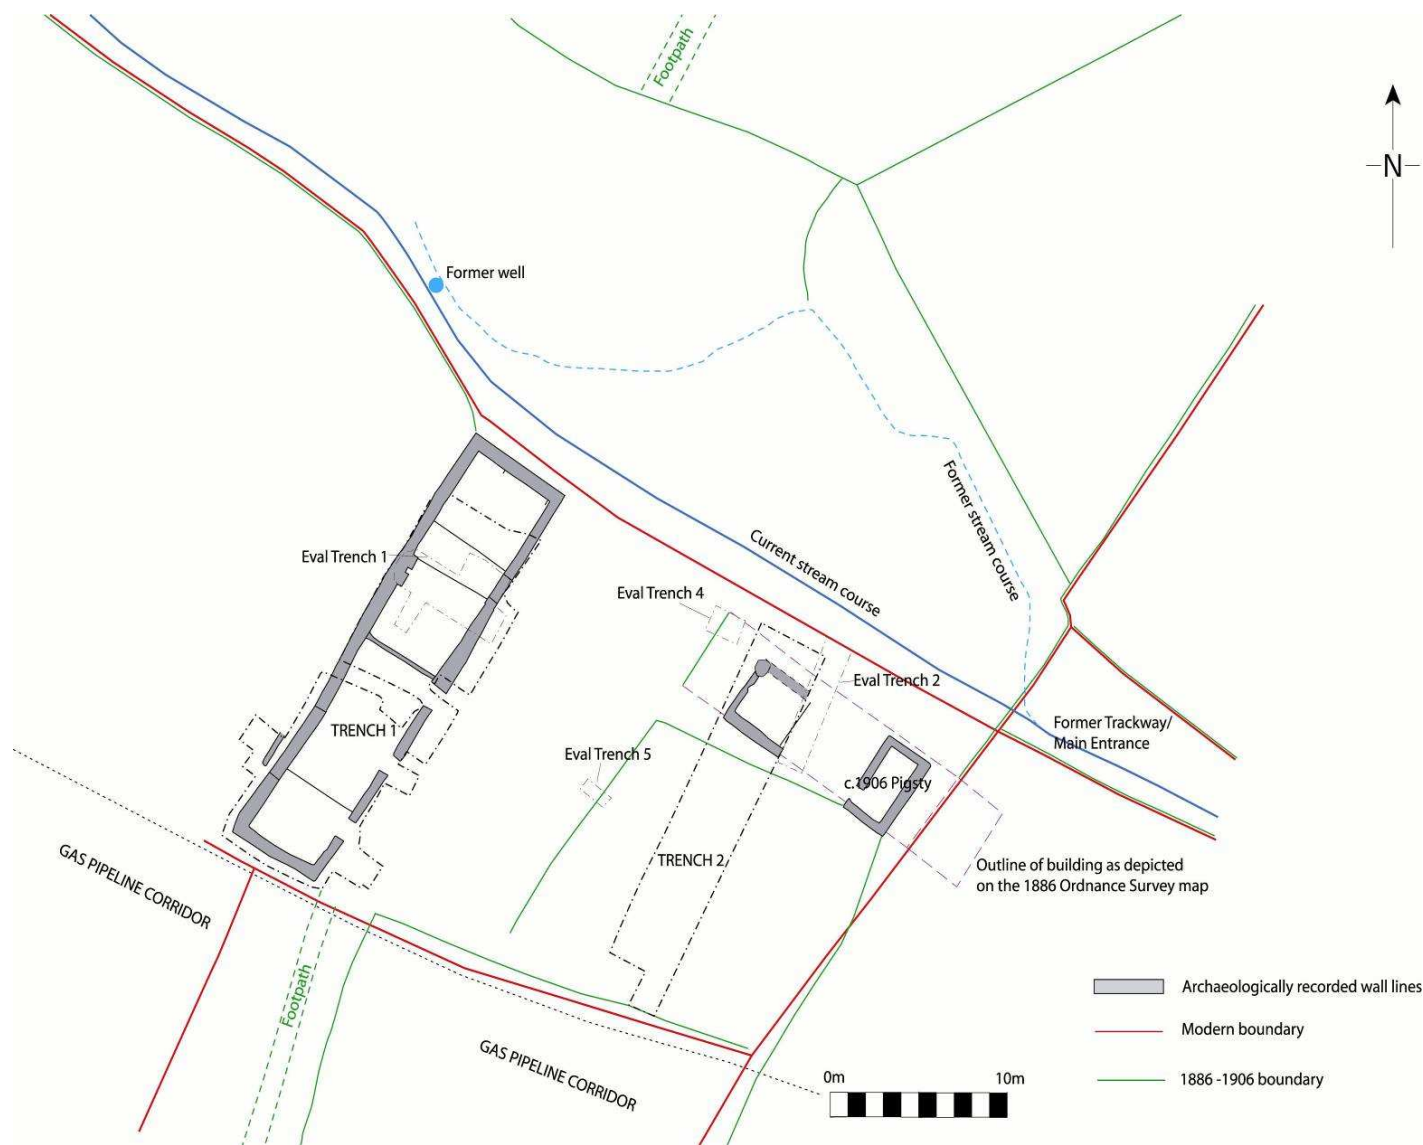 Footpath
N
Former well
Former stream course
Current stream course
Eval Trench 1
Eval Trench 4
Eval Trench 2
TRENCH 1
Former Trackway/
Main Entrance
Eval Trench 5
c.1906 Pigsty
TRENCH 2
Outline of building as depicted
on the 1886 Ordnance Survey map
GAS PIPELINE CORRIDOR
Footpath
GAS PIPELINE CORRIDOR
Archaeologically recorded wall lines
Modern boundary
1886 -1906 boundary
0m 10m